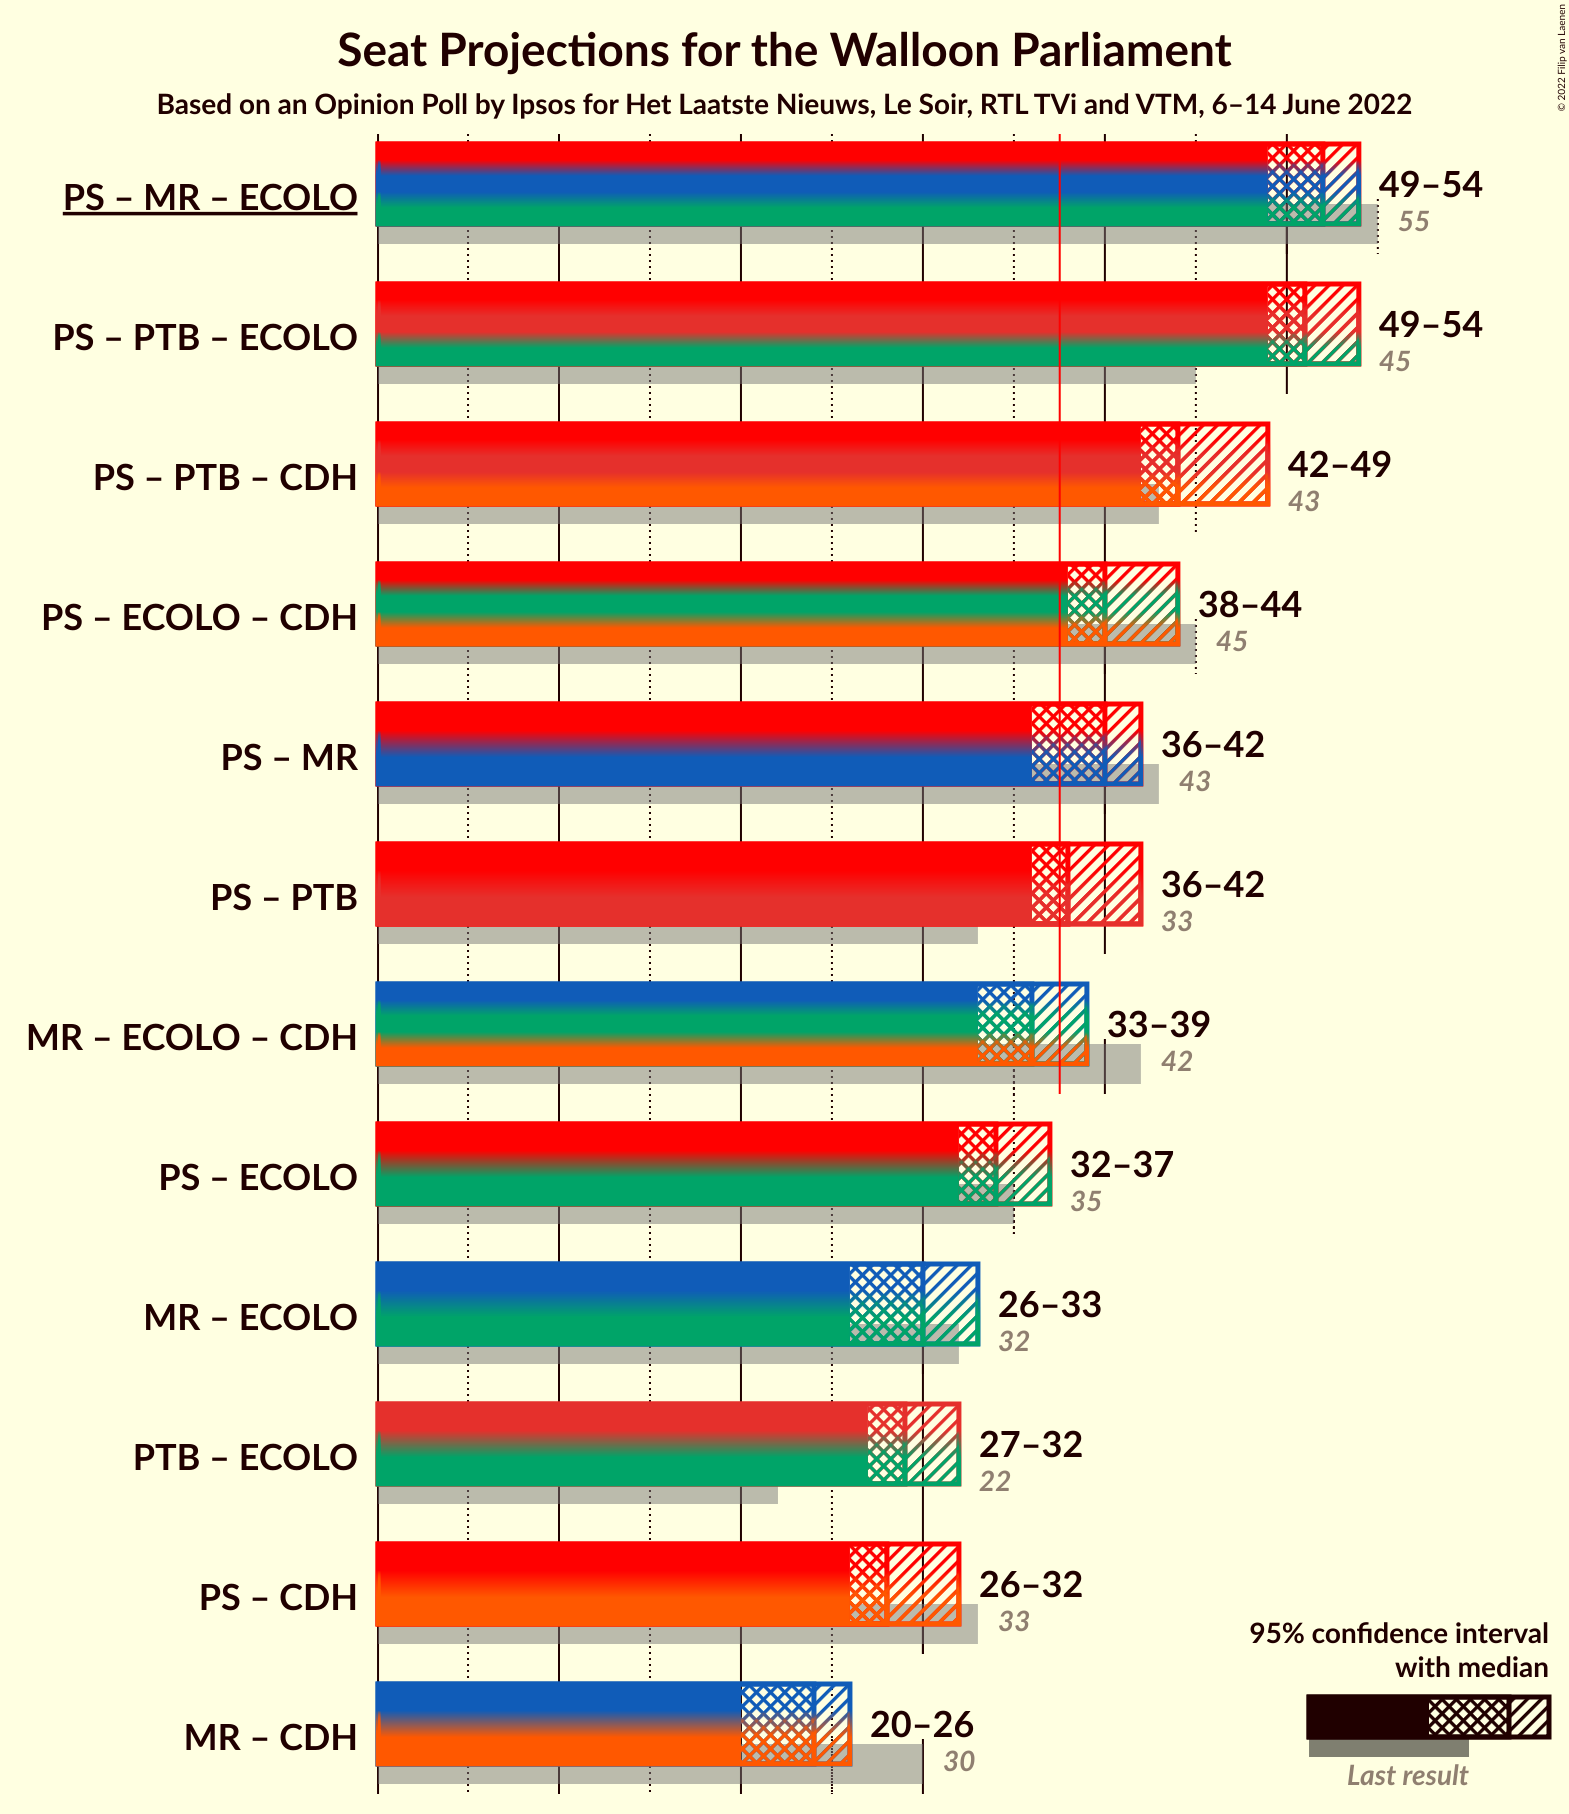 Seat Projections for the Walloon Parliament
Based on an Opinion Poll by Ipsos for Het Laatste Nieuws, Le Soir, RTL TVi and VTM, 6–14 June 2022
© 2022 Filip van Laenen
PS – MR – ECOLO
49–54
55
PS – PTB – ECOLO
49–54
45
PS – PTB – CDH
42–49
43
PS – ECOLO – CDH
38–44
45
PS – MR
36–42
43
PS – PTB
36–42
33
MR – ECOLO – CDH
33–39
42
PS – ECOLO
32–37
35
MR – ECOLO
26–33
32
PTB – ECOLO
27–32
22
PS – CDH
26–32
33
MR – CDH
20–26
30
95% confidence interval
with median
Last result